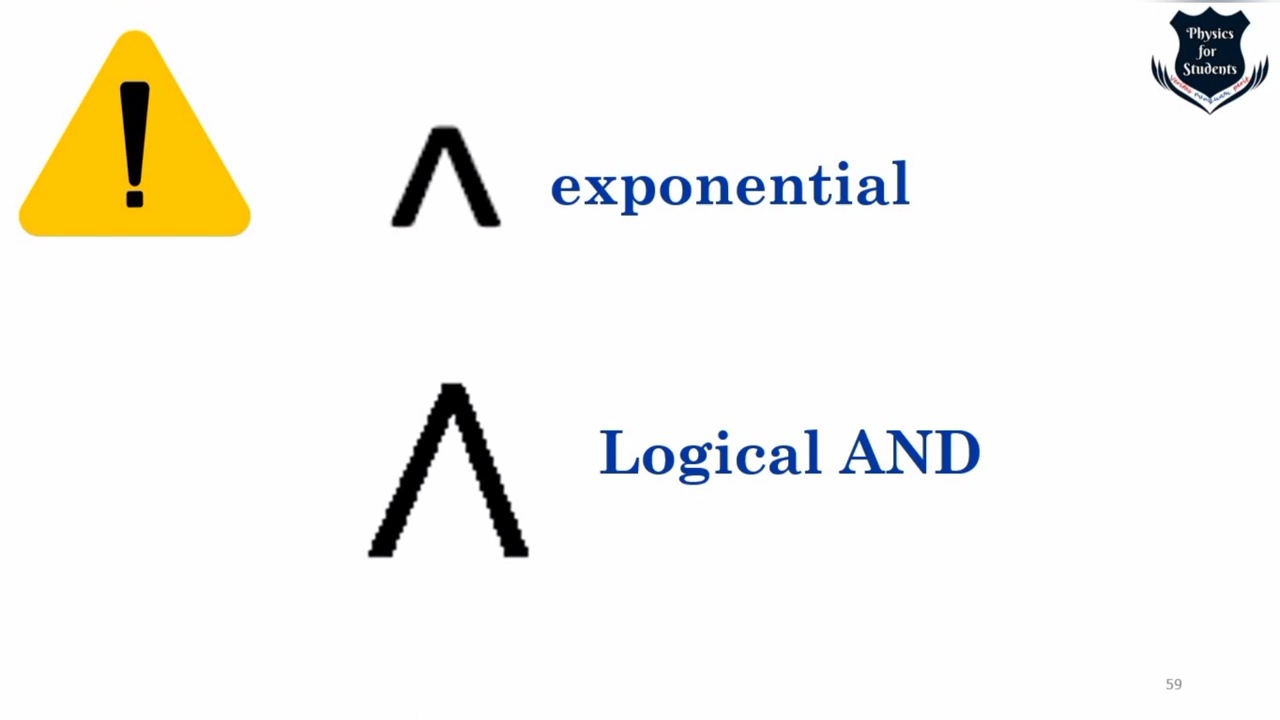 Physics
for
Students
^ exponential
∧ Logical AND
59